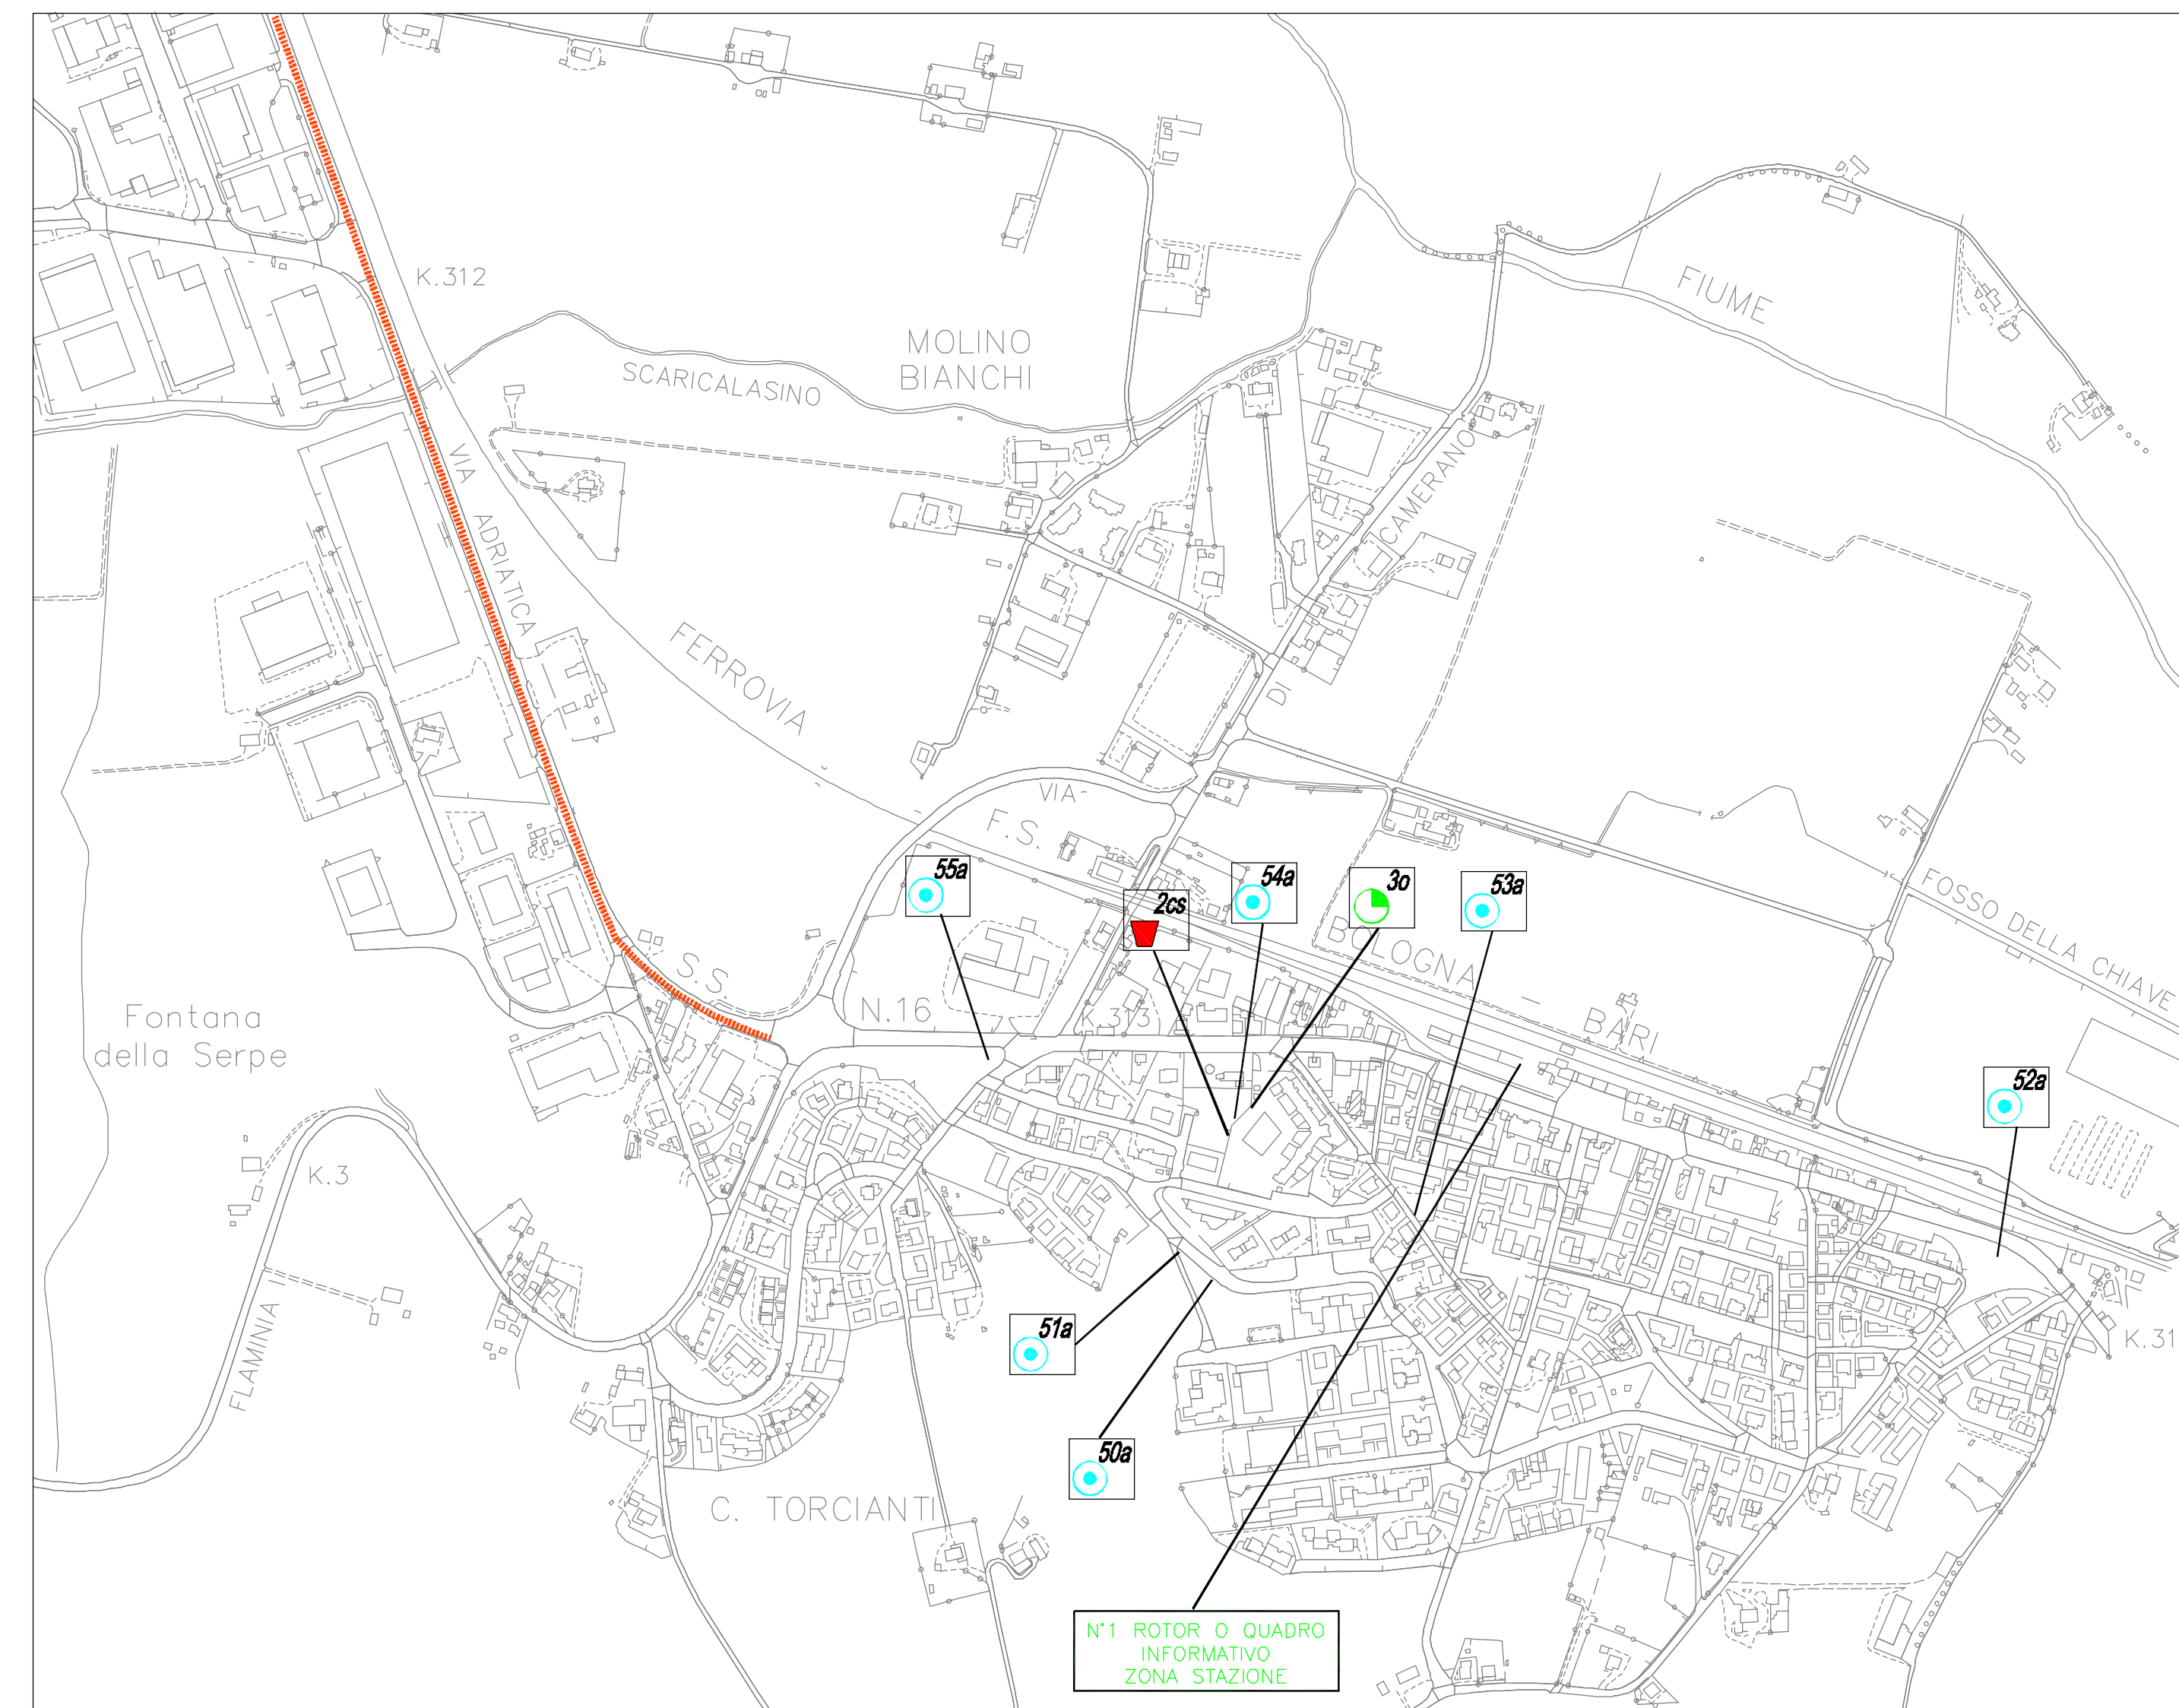 K.312
FIUME
MOLINO
BIANCHI
SCARICALASINO
VIA ADRIATICA
CAMERANO
DI
FERROVIA
VIA
F.S.
55a
54a
3o
53a
2cs
BOLOGNA – BARI
FOSSO DELLA CHIAVE
S.S.
N.16
K.313
Fontana
della Serpe
52a
K.3
51a
K.31
FLAMINIA
50a
C. TORCIANTI
N°1 ROTOR O QUADRO
INFORMATIVO
ZONA STAZIONE